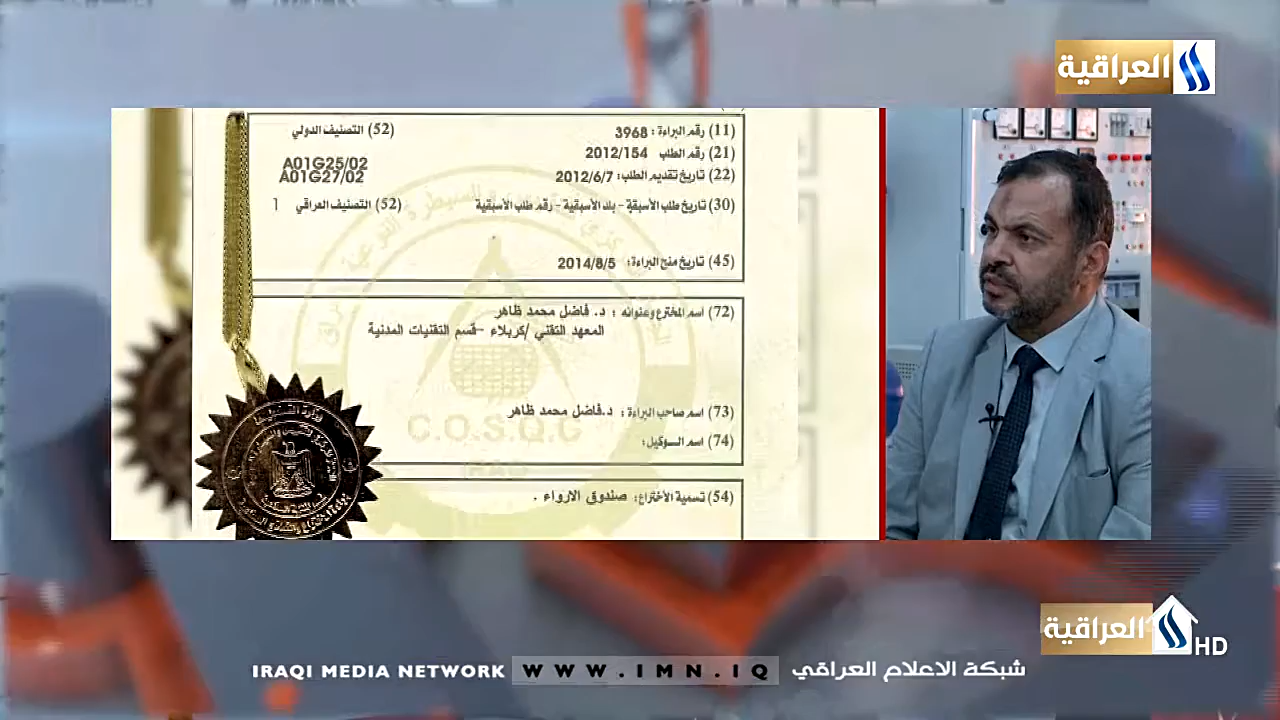 العراقية
(11) رقم البراءة : 3968
(52) التصنيف الدولي
(21) رقم الطلب 2012/154
A01G25/02
(22) تاريخ تقديم الطلب: 2012/6/7
A01G27/02
(30) تاريخ طلب الأسبقية - بلد الأسبقية - رقم طلب الأسبقية
(52) التصنيف العراقي 1
(45) تاريخ منح البراءة: 2014/8/5
(72) اسم المخترع وعنوانه : د. فاضل محمد ظاهر
المعهد التقني /كربلاء -قسم التقنيات المدنية
(73) اسم صاحب البراءة : د.فاضل محمد ظاهر
C.O.S.Q.C
(74) اسم الوكيل:
IRAQ
(54) تسمية الأختراع: صندوق الارواء .
العراقية
HD
IRAQI MEDIA NETWORK WWW.IMN.IQ شبكة الاعلام العراقي